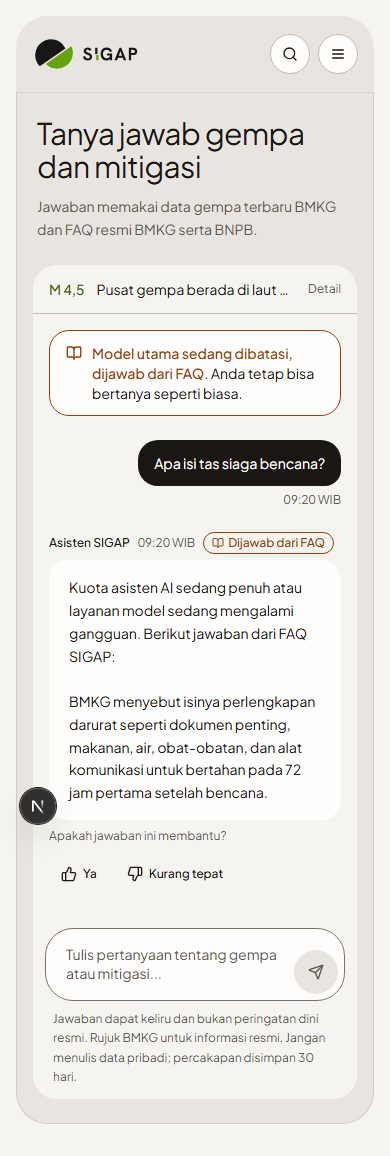 SIGAP
Tanya jawab gempa
dan mitigasi
Jawaban memakai data gempa terbaru BMKG
dan FAQ resmi BMKG serta BNPB.
M 4,5 Pusat gempa berada di laut ... Detail
Model utama sedang dibatasi,
dijawab dari FAQ. Anda tetap bisa
bertanya seperti biasa.
Apa isi tas siaga bencana?
09:20 WIB
Asisten SIGAP 09:20 WIB Dijawab dari FAQ
Kuota asisten AI sedang penuh atau
layanan model sedang mengalami
gangguan. Berikut jawaban dari FAQ
SIGAP:
BMKG menyebut isinya perlengkapan
darurat seperti dokumen penting,
makanan, air, obat-obatan, dan alat
komunikasi untuk bertahan pada 72
jam pertama setelah bencana.
N
Apakah jawaban ini membantu?
Ya Kurang tepat
Tulis pertanyaan tentang gempa
atau mitigasi...
Jawaban dapat keliru dan bukan peringatan dini
resmi. Rujuk BMKG untuk informasi resmi. Jangan
menulis data pribadi; percakapan disimpan 30
hari.